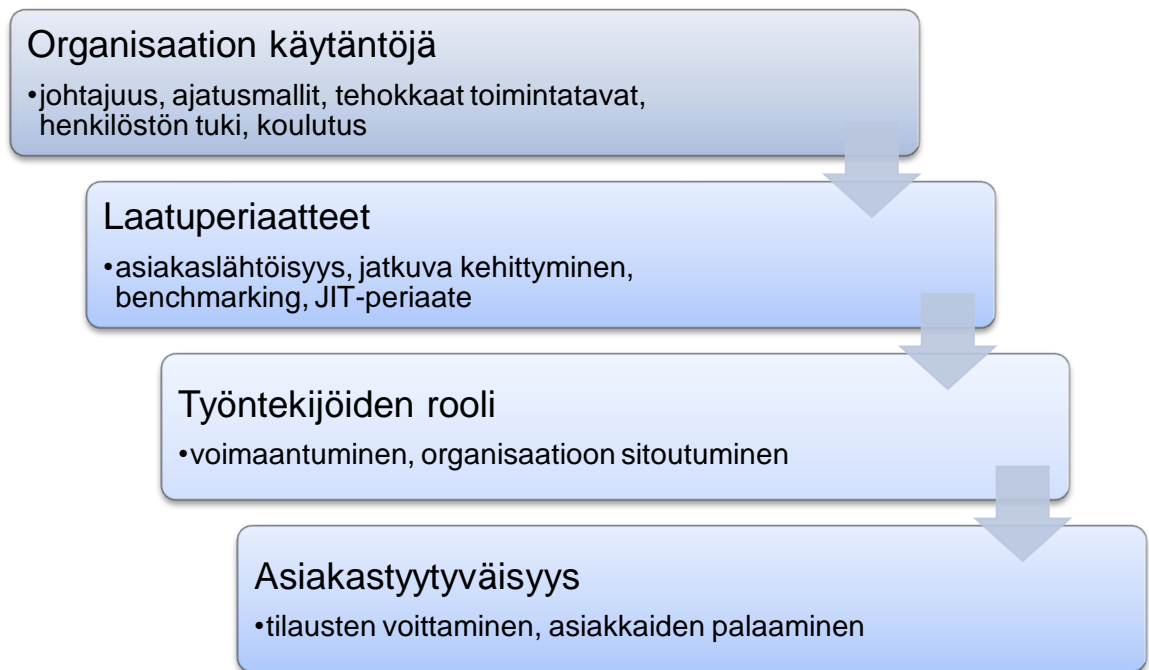 Organisaation käytäntöjä
•johtajuus, ajatusmallit, tehokkaat toimintatavat,
henkilöstön tuki, koulutus
Laatuperiaatteet
•asiakaslähtöisyys, jatkuva kehittyminen,
benchmarking, JIT-periaate
Työntekijöiden rooli
•voimaantuminen, organisaatioon sitoutuminen
Asiakastyytyväisyys
•tilausten voittaminen, asiakkaiden palaaminen